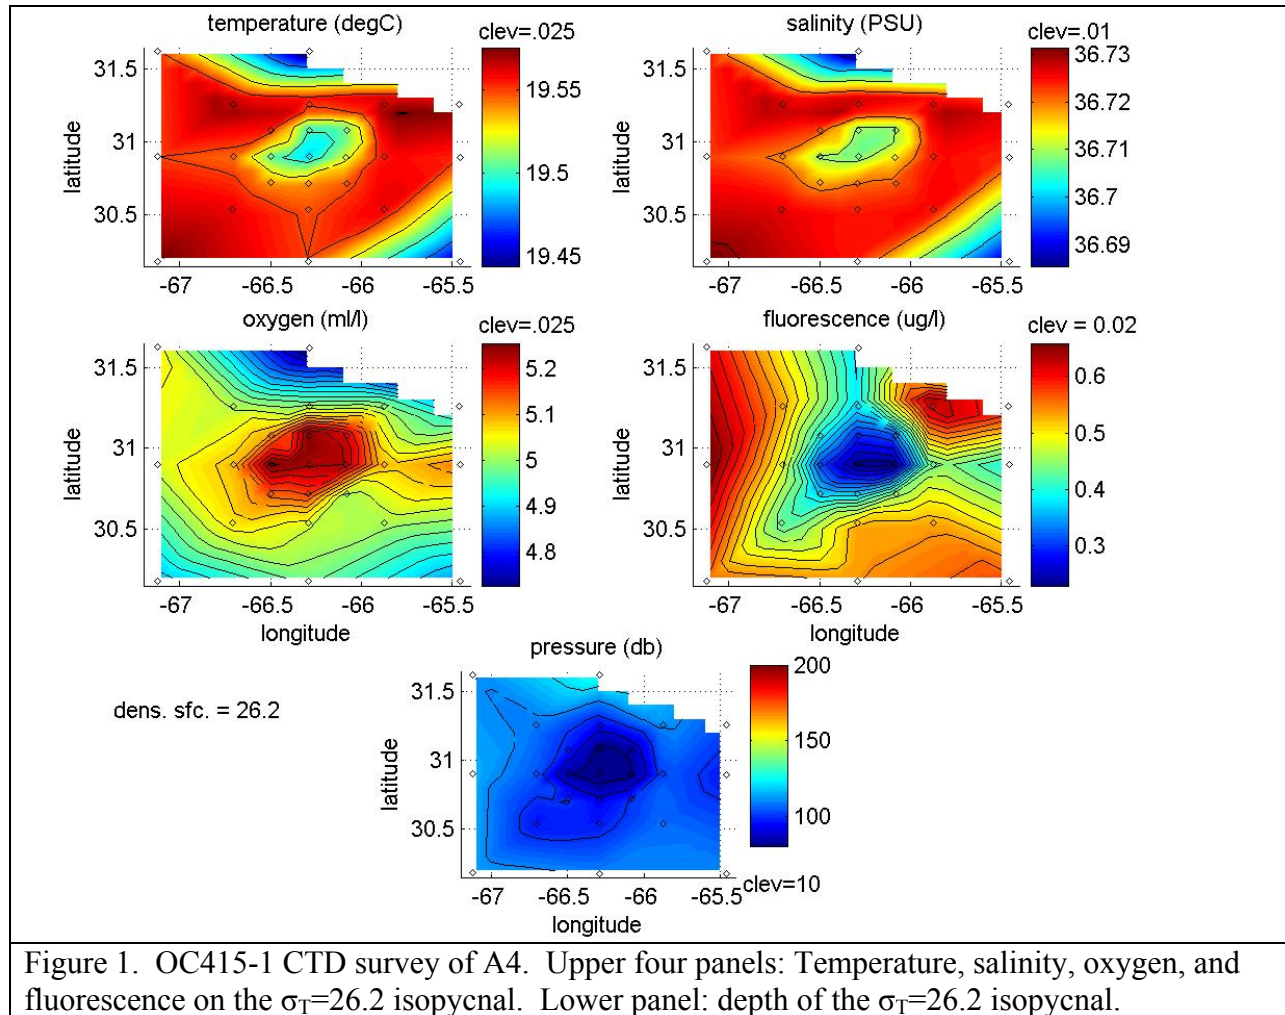 temperature (degC)
clev=.025
31.5
31
30.5
latitude
-67
-66.5
-66
-65.5
19.55
19.5
19.45
salinity (PSU)
clev=.01
31.5
31
30.5
latitude
-67
-66.5
-66
-65.5
36.73
36.72
36.71
36.7
36.69
oxygen (ml/l)
clev=.025
31.5
31
30.5
latitude
-67
-66.5
-66
-65.5
longitude
5.2
5.1
5
4.9
4.8
fluorescence (ug/l)
clev = 0.02
31.5
31
30.5
latitude
-67
-66.5
-66
-65.5
longitude
0.6
0.5
0.4
0.3
dens. sfc. = 26.2
pressure (db)
31.5
31
30.5
latitude
-67
-66.5
-66
-65.5
longitude
200
150
100
clev=10
Figure 1. OC415-1 CTD survey of A4. Upper four panels: Temperature, salinity, oxygen, and
fluorescence on the σT=26.2 isopycnal. Lower panel: depth of the σT=26.2 isopycnal.